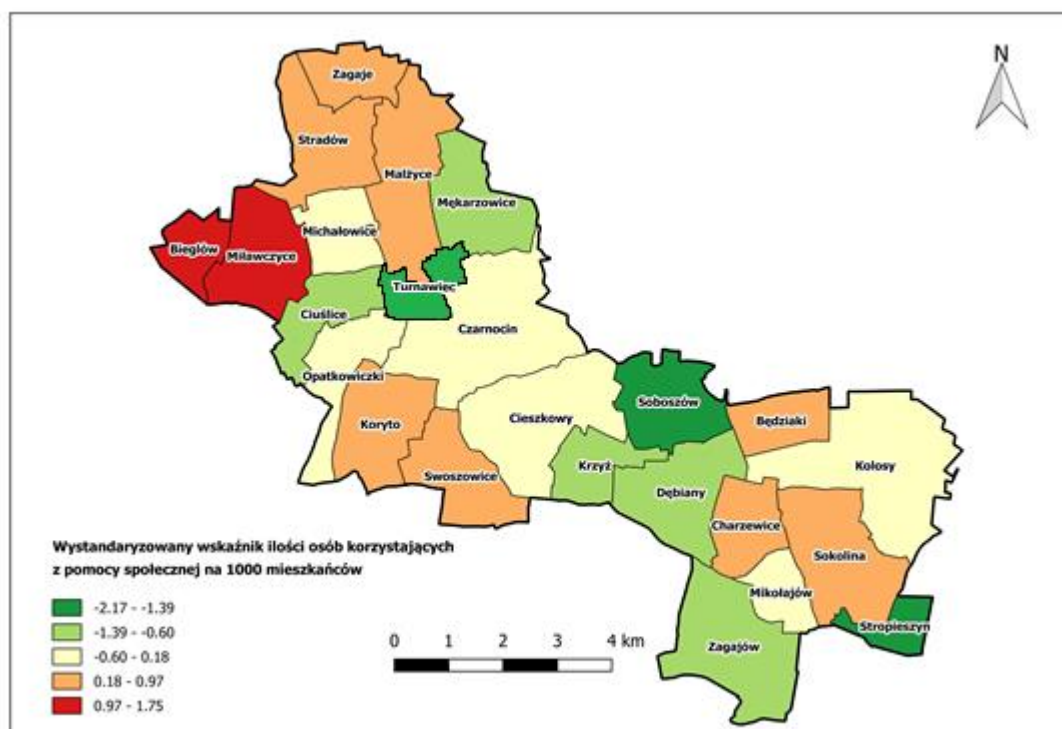 N
Zagaje
Stradów
Malżyce
Mękarzowice
Michałowice
Bieglów
Miławczyce
Turnawiec
Ciuślice
Czarnocin
Opatkowiczki
Soboszów
Koryto
Cieszkowy
Będziaki
Krzyż
Kolosy
Swoszowice
Dębiany
Charzewice
Sokolina
Mikołajów
Stropieszyn
Zagajów
Wystandaryzowany wskaźnik ilości osób korzystających
z pomocy społecznej na 1000 mieszkańców
-2.17 - -1.39
-1.39 - -0.60
-0.60 - 0.18
0.18 - 0.97
0.97 - 1.75
0 1 2 3 4 km